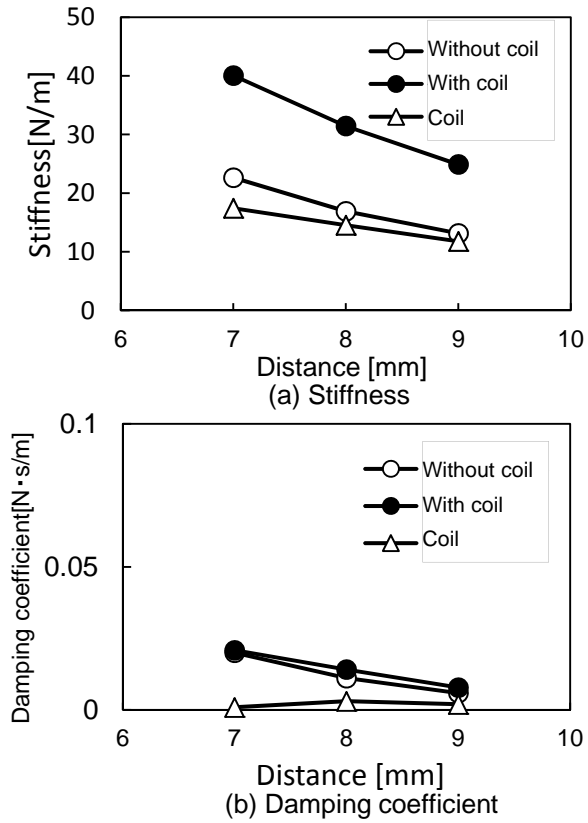 50
40
30
20
10
0
Stiffness[N/m]
Without coil
With coil
Coil
6 7 8 9 10
Distance [mm]
(a) Stiffness
0.1
0.05
0
Damping coefficient[N・s/m]
Without coil
With coil
Coil
6 7 8 9 10
Distance [mm]
(b) Damping coefficient